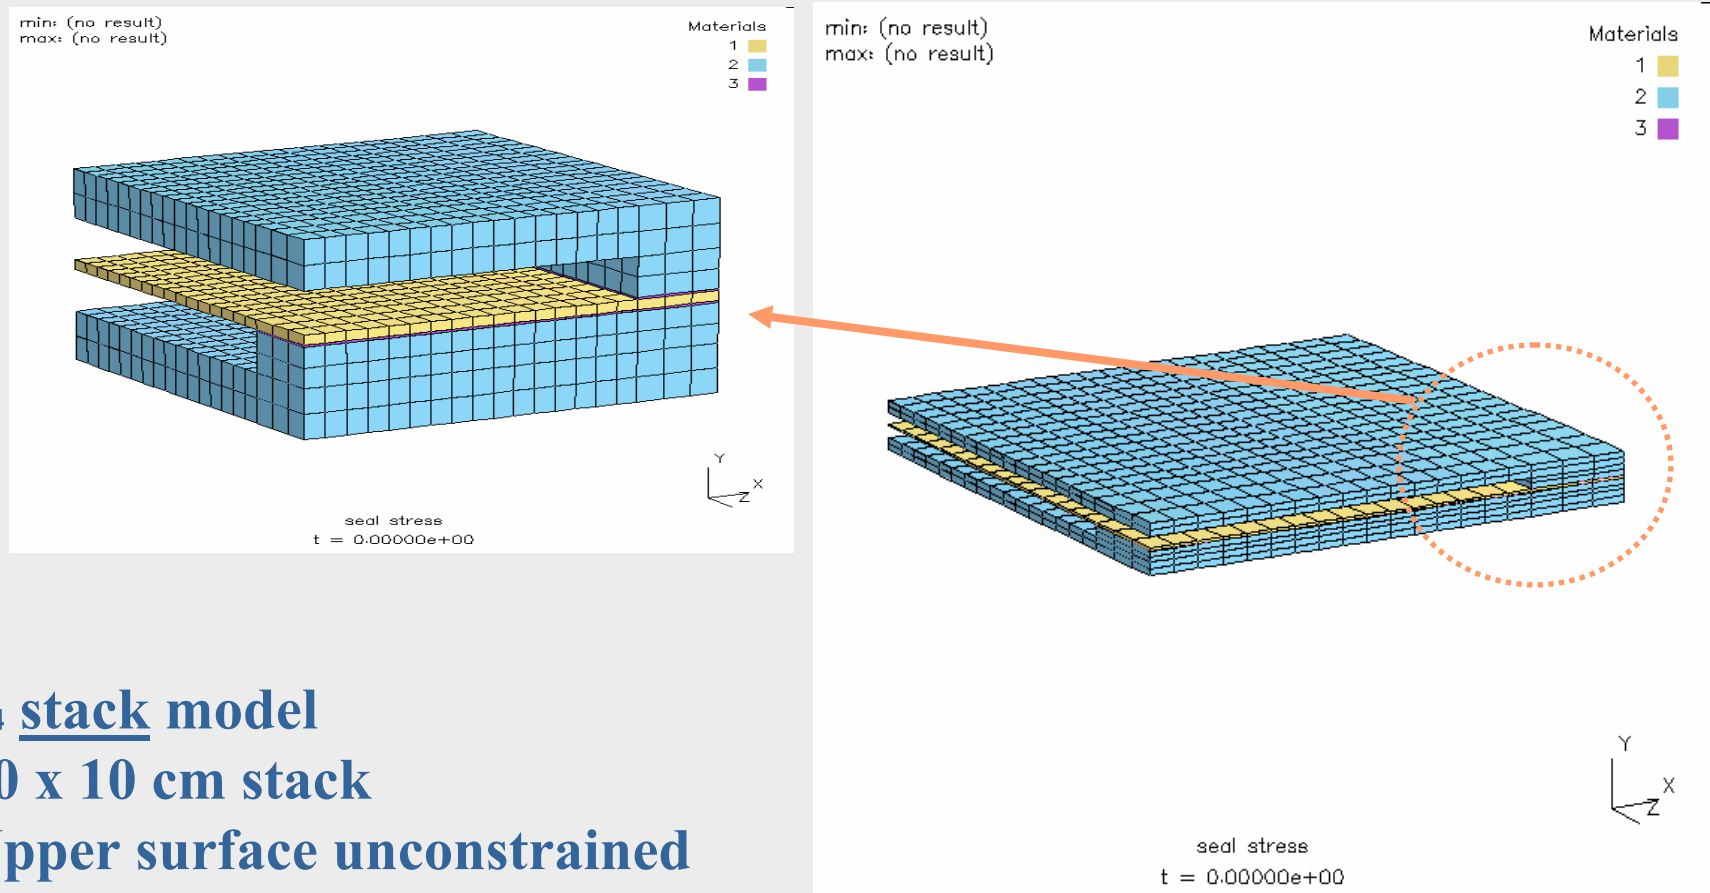 min: (no result)
max: (no result)
Materials
1
2
3
Y
X
Z
seal stress
t = 0.00000e+00
min: (no result)
max: (no result)
Materials
1
2
3
Y
X
Z
seal stress
t = 0.00000e+00
stack model
0 x 10 cm stack
pper surface unconstrained